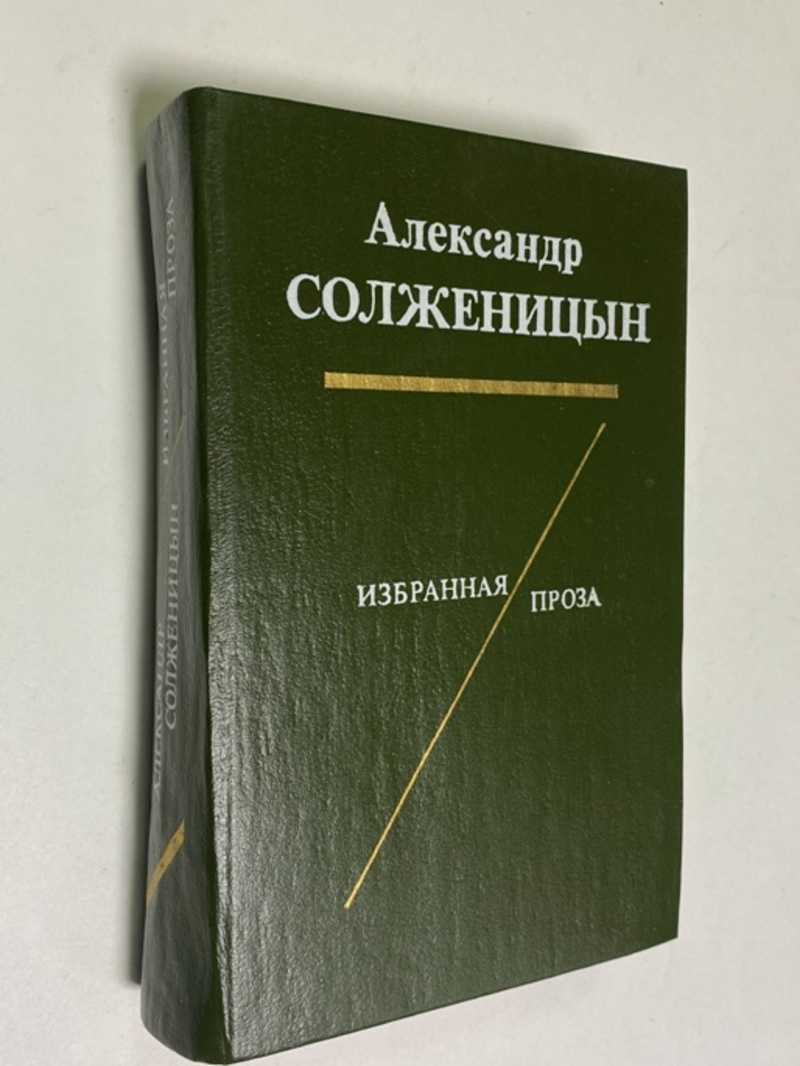 Александр
СОЛЖЕНИЦЫН
ИЗБРАННАЯ
ПРОЗА
АЛЕКСАНДР
СОЛЖЕНИЦЫН
ИЗБРАННАЯ
ПРОЗА